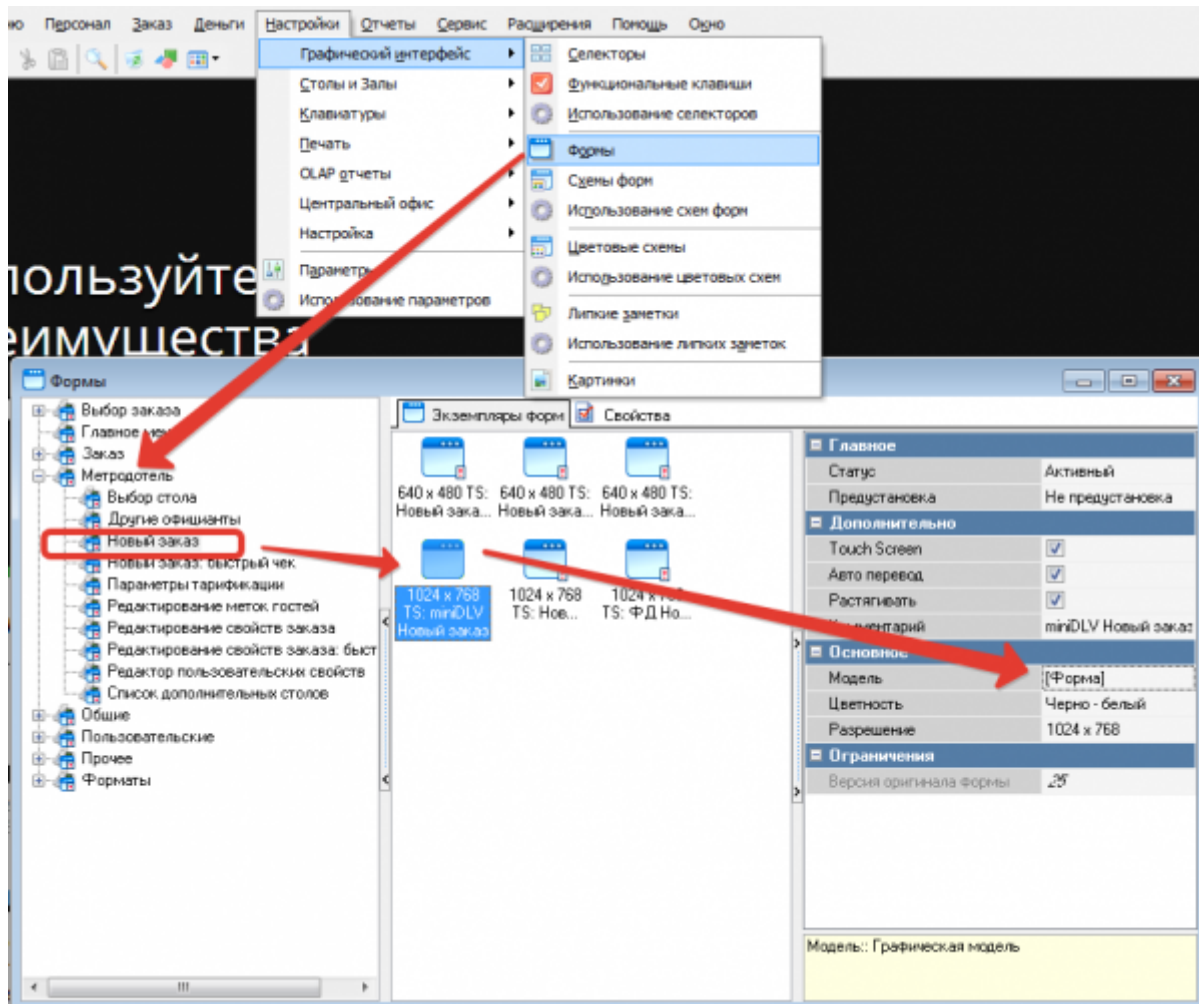 Персонал Заказ Деньги Настройки Отчеты Сервис Расширения Помощь Окно
Графический интерфейс
Столы и Залы
Клавиатуры
Печать
OLAP отчеты
Центральный офис
Настройка
Параметры
Использование параметров
Селекторы
Функциональные клавиши
Использование селекторов
Формы
Схемы форм
Использование схем форм
Цветовые схемы
Использование цветовых схем
Липкие заметки
Использование липких заметок
Картинки
пользуйте
еимущества
Формы
Выбор заказа
Главное
Заказ
Метродотель
Выбор стола
Другие официанты
Новый заказ
Новый заказ: быстрый чек
Параметры тарификации
Редактирование меток гостей
Редактирование свойств заказа
Редактирование свойств заказа: быст
Редактор пользовательских свойств
Список дополнительных столов
Общие
Пользовательские
Прочее
Форматы
Экземпляры форм Свойства
640 x 480 TS: 640 x 480 TS: 640 x 480 TS:
Новый зака... Новый зака... Новый зака...
1024 x 768 1024 x 768 1024 x 768
TS: miniDLV TS: Нов... TS: ФД Но...
Новый заказ
Главное
Статус Активный
Предустановка Не предустановка
Дополнительно
Touch Screen
Авто перевод
Растягивать
Комментарий miniDLV Новый заказ
Основное
Модель [Форма]
Цветность Черно - белый
Разрешение 1024 x 768
Ограничения
Версия оригинала формы 25
Модель:: Графическая модель